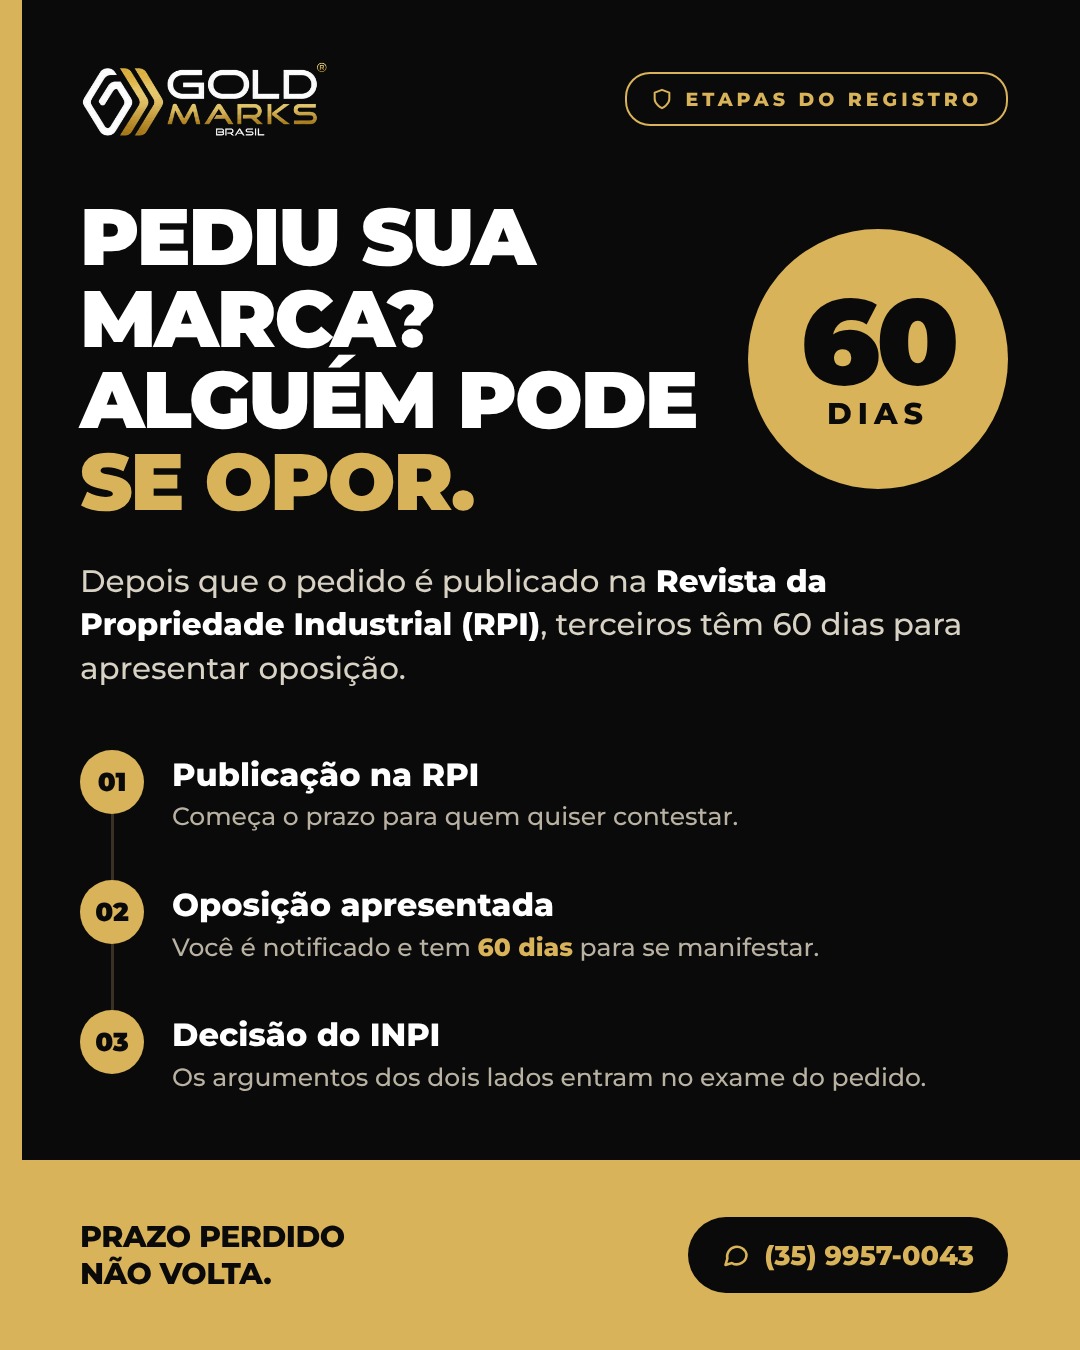 GOLD
MARKS
BRASIL
®
ETAPAS DO REGISTRO
PEDIU SUA
MARCA?
ALGUÉM PODE
SE OPOR.
60
DIAS
Depois que o pedido é publicado na Revista da
Propriedade Industrial (RPI), terceiros têm 60 dias para
apresentar oposição.
01
Publicação na RPI
Começa o prazo para quem quiser contestar.
02
Oposição apresentada
Você é notificado e tem 60 dias para se manifestar.
03
Decisão do INPI
Os argumentos dos dois lados entram no exame do pedido.
PRAZO PERDIDO
NÃO VOLTA.
(35) 9957-0043